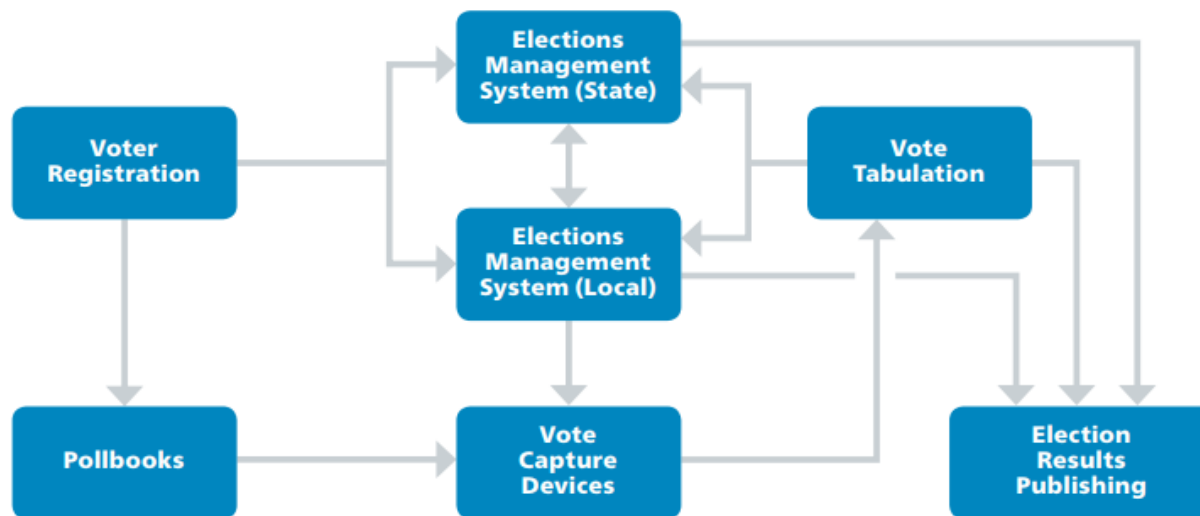 Elections
Management
System (State)
Voter
Registration
Vote
Tabulation
Elections
Management
System (Local)
Pollbooks
Vote
Capture
Devices
Election
Results
Publishing